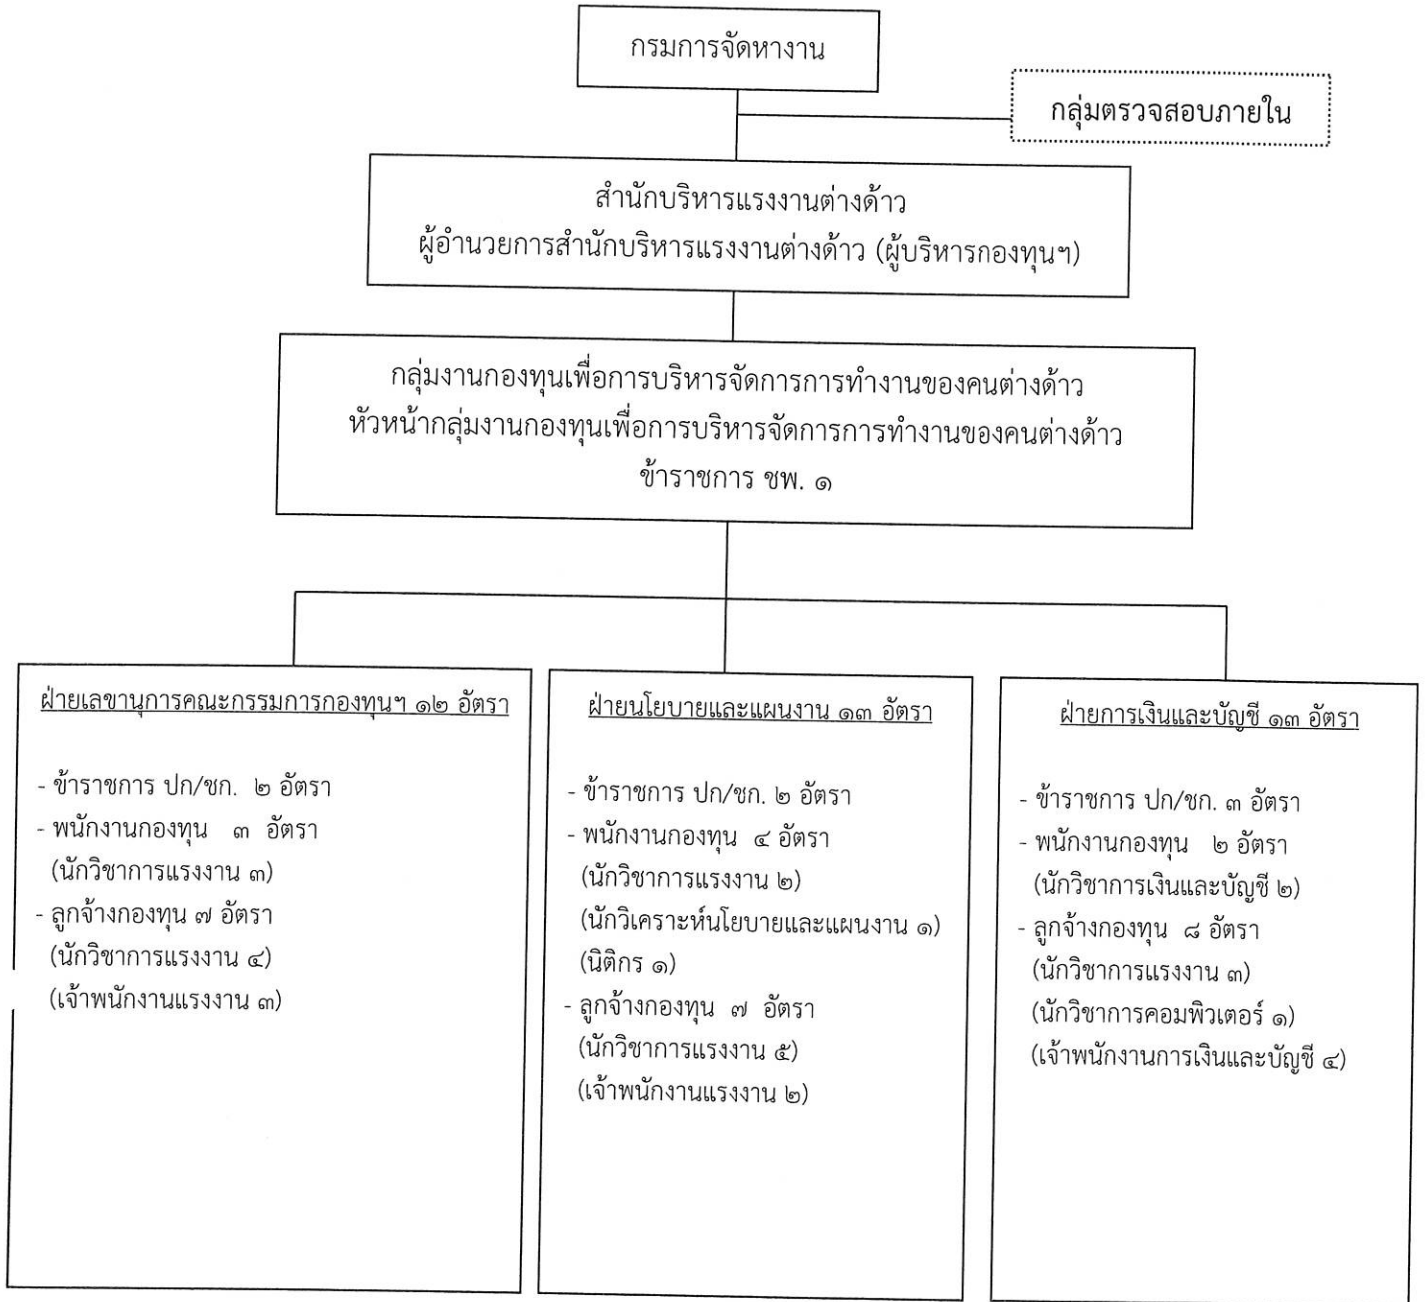 กรมการจัดหางาน
กลุ่มตรวจสอบภายใน
สำนักบริหารแรงงานต่างด้าว
ผู้อำนวยการสำนักบริหารแรงงานต่างด้าว (ผู้บริหารกองทุนฯ)
กลุ่มงานกองทุนเพื่อการบริหารจัดการการทำงานของคนต่างด้าว
หัวหน้ากลุ่มงานกองทุนเพื่อการบริหารจัดการการทำงานของคนต่างด้าว
ข้าราชการ ชพ. ๑
ฝ่ายเลขานุการคณะกรรมการกองทุนฯ ๑๒ อัตรา
- ข้าราชการ ปก/ชก. ๒ อัตรา
- พนักงานกองทุน ๓ อัตรา
(นักวิชาการแรงงาน ๓)
- ลูกจ้างกองทุน ๗ อัตรา
(นักวิชาการแรงงาน ๔)
(เจ้าพนักงานแรงงาน ๓)
ฝ่ายนโยบายและแผนงาน ๑๓ อัตรา
- ข้าราชการ ปก/ชก. ๒ อัตรา
- พนักงานกองทุน ๔ อัตรา
(นักวิชาการแรงงาน ๒)
(นักวิเคราะห์นโยบายและแผนงาน ๑)
(นิติกร ๑)
- ลูกจ้างกองทุน ๗ อัตรา
(นักวิชาการแรงงาน ๕)
(เจ้าพนักงานแรงงาน ๒)
ฝ่ายการเงินและบัญชี ๑๓ อัตรา
- ข้าราชการ ปก/ชก. ๓ อัตรา
- พนักงานกองทุน ๒ อัตรา
(นักวิชาการเงินและบัญชี ๒)
- ลูกจ้างกองทุน ๘ อัตรา
(นักวิชาการแรงงาน ๓)
(นักวิชาการคอมพิวเตอร์ ๑)
(เจ้าพนักงานการเงินและบัญชี ๔)